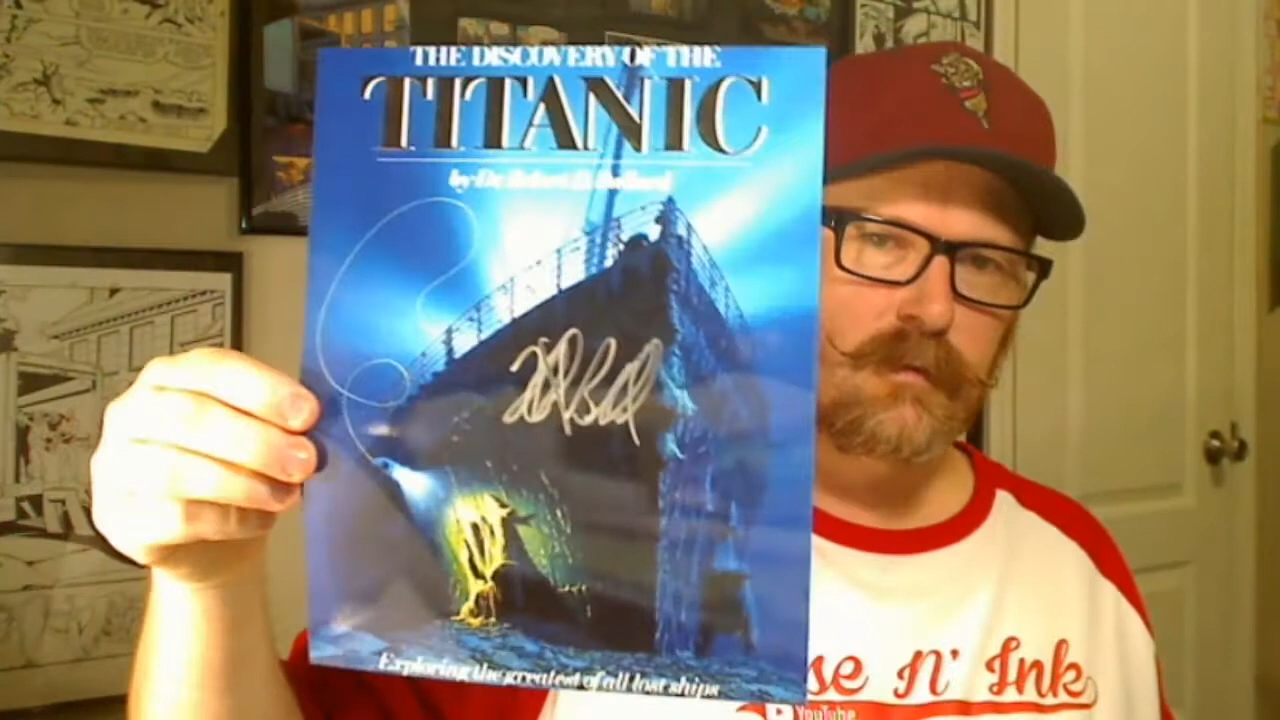 THE DISCOVERY OF THE
TITANIC
by Dr. Robert D. Ballard
Exploring the greatest of all lost ships
se N' Ink
YouTube